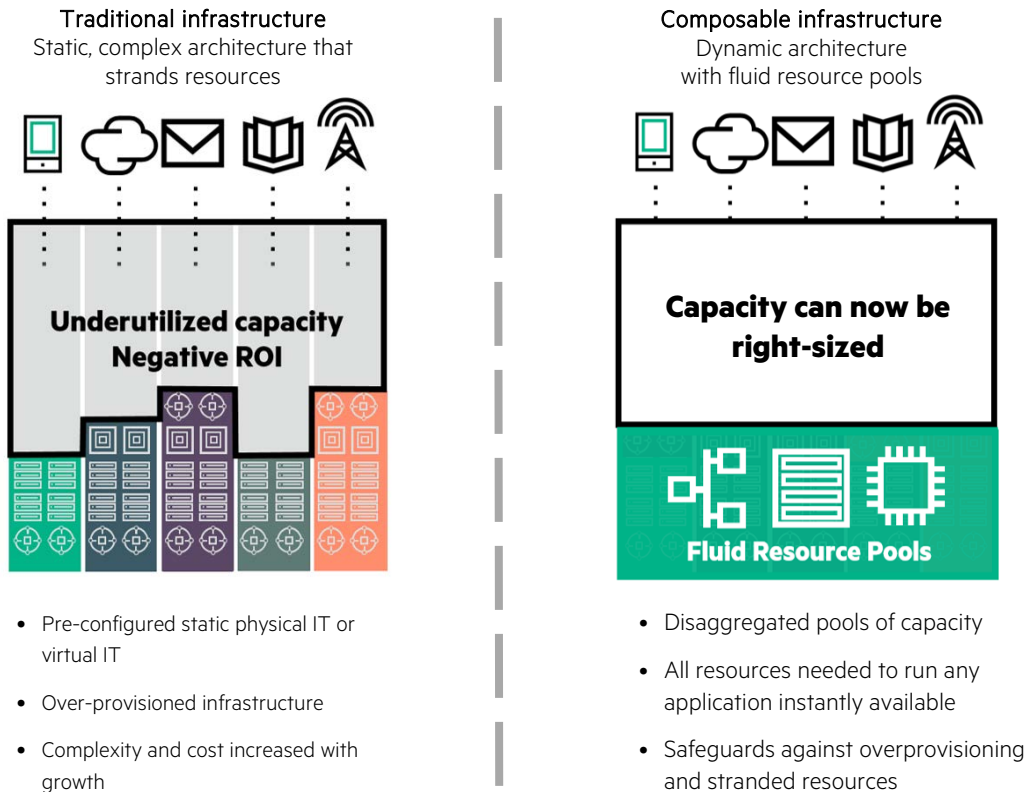 Traditional infrastructure
Static, complex architecture that
strands resources
Underutilized capacity
Negative ROI
• Pre-configured static physical IT or
virtual IT
• Over-provisioned infrastructure
• Complexity and cost increased with
growth
Composable infrastructure
Dynamic architecture
with fluid resource pools
Capacity can now be
right-sized
Fluid Resource Pools
• Disaggregated pools of capacity
• All resources needed to run any
application instantly available
• Safeguards against overprovisioning
and stranded resources